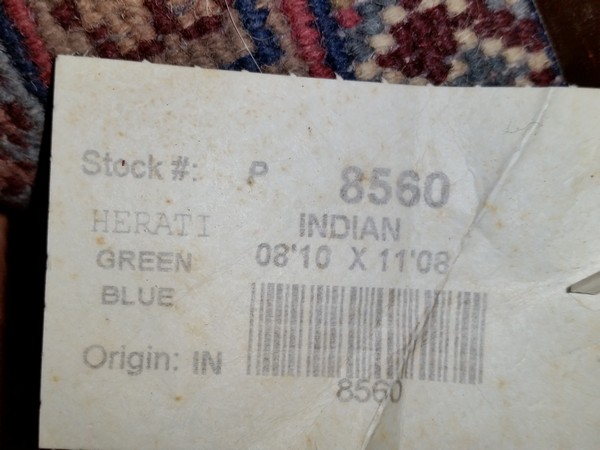 Stock #: P 8560
HERATI INDIAN
GREEN 08'10 X 11'08
BLUE
Origin: IN
8560